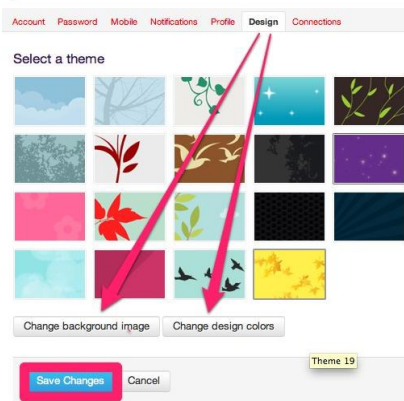 Account Password Mobile Notifications Profile Design Connections
Select a theme
Change background image Change design colors
Theme 19
Save Changes Cancel